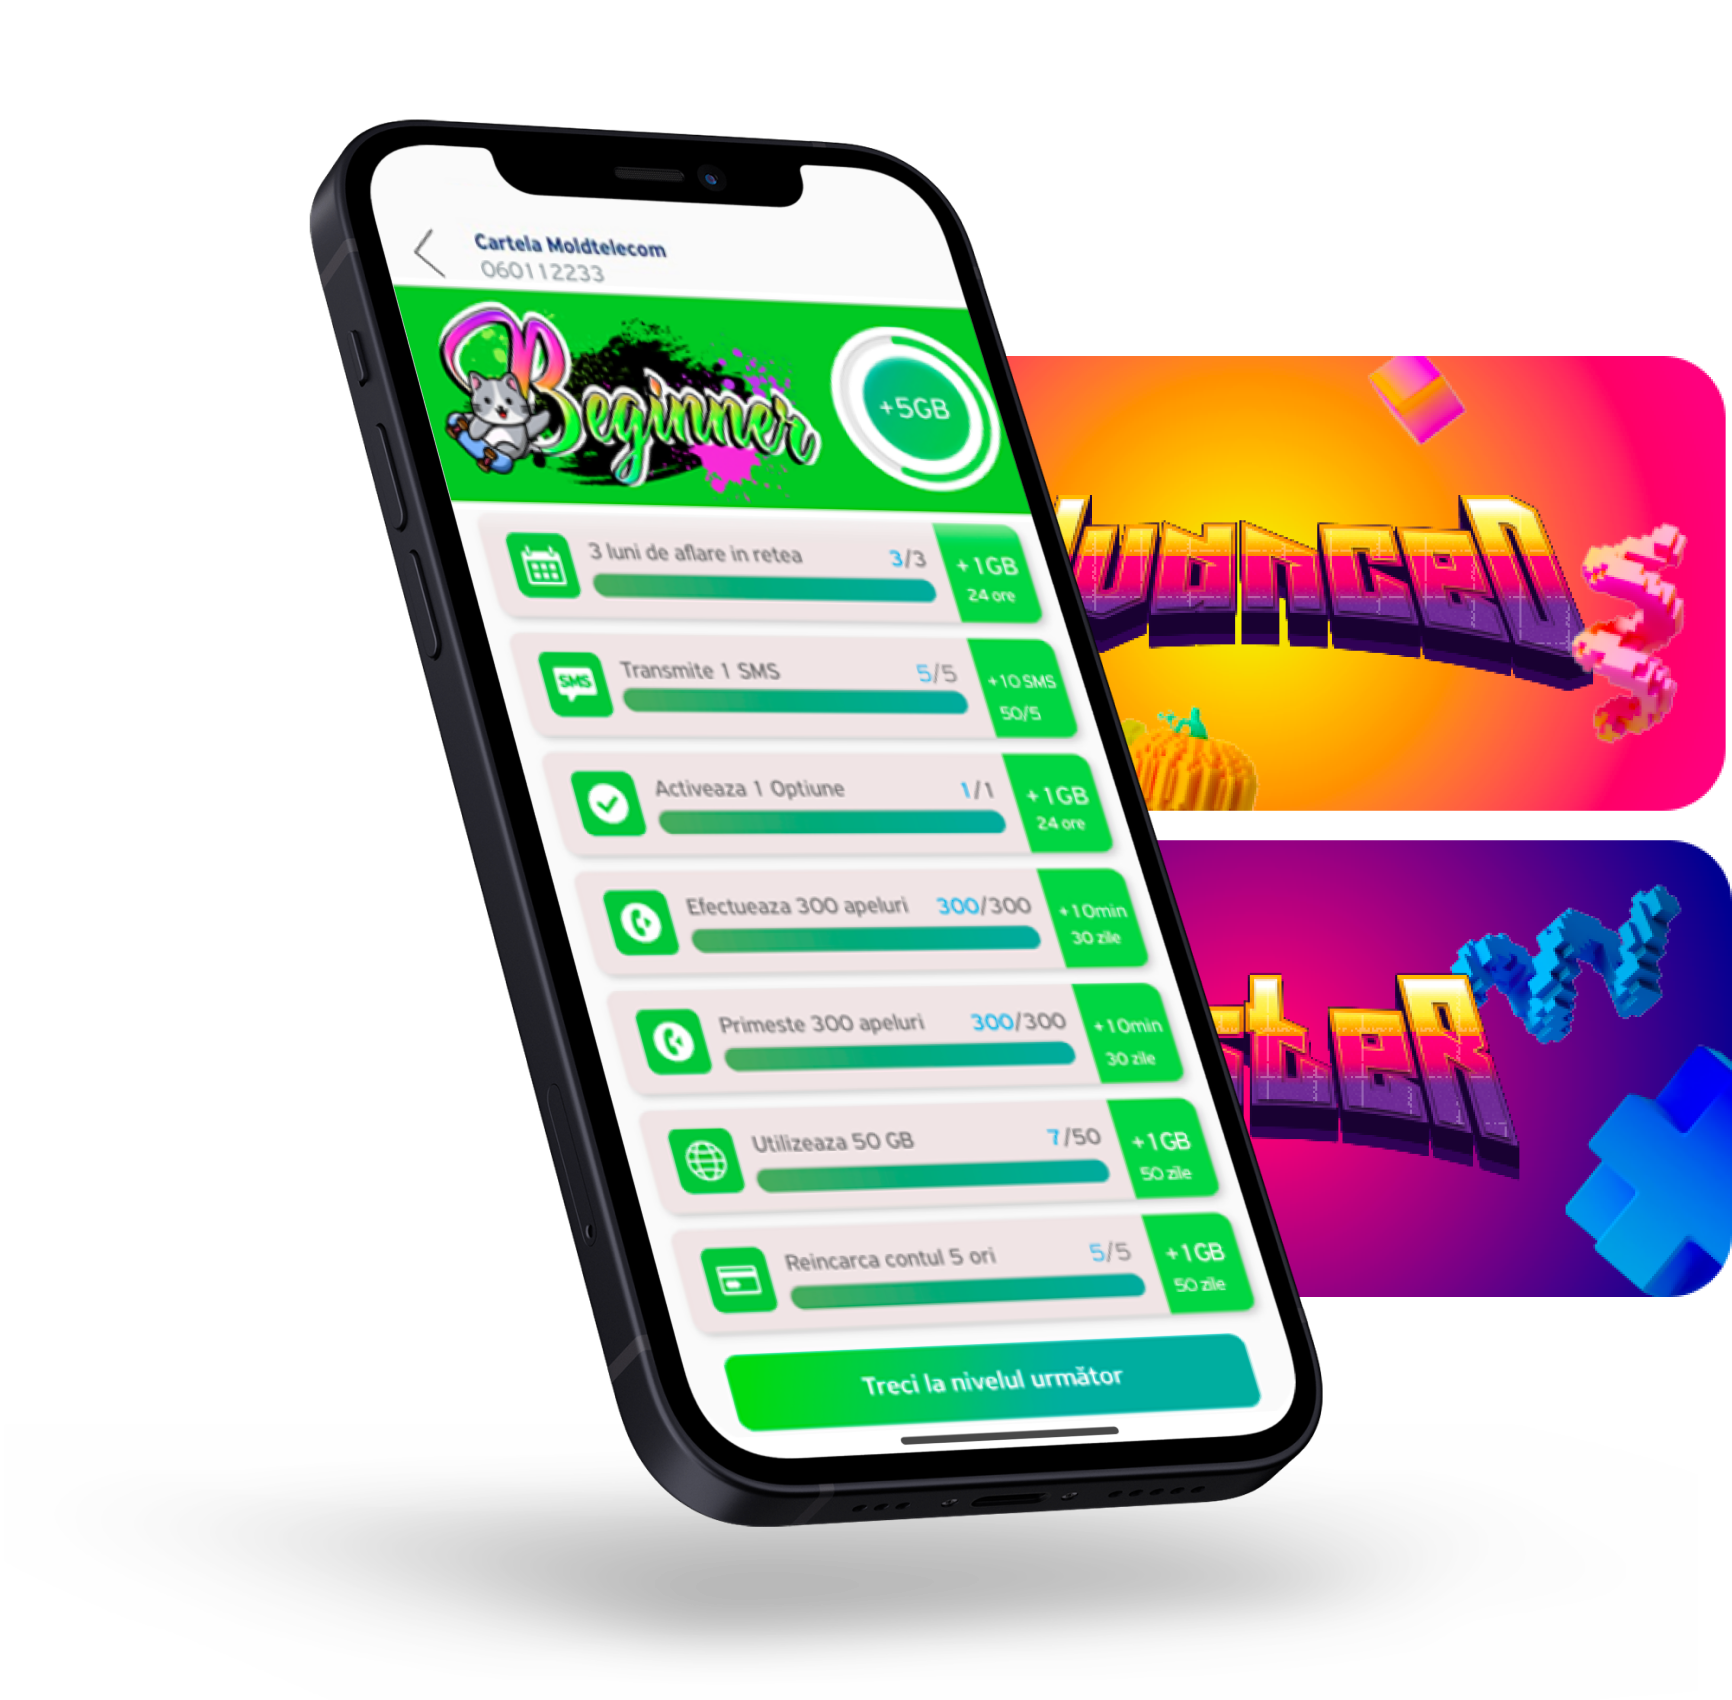 Cartela Moldtelecom
060112233
Beginner
+5GB
3 luni de aflare in retea 3/3
+1GB
24 ore
SMS
Transmite 1 SMS 5/5
+10 SMS
50/5
Activeaza 1 Optiune 1/1
+1GB
24 ore
Efectueaza 300 apeluri 300/300
+10min
30 zile
Primeste 300 apeluri 300/300
+10min
30 zile
Utilizeaza 50 GB 7/50
+1GB
50 zile
Reincarca contul 5 ori 5/5
+1GB
50 zile
Treci la nivelul următor
vanceD
teR